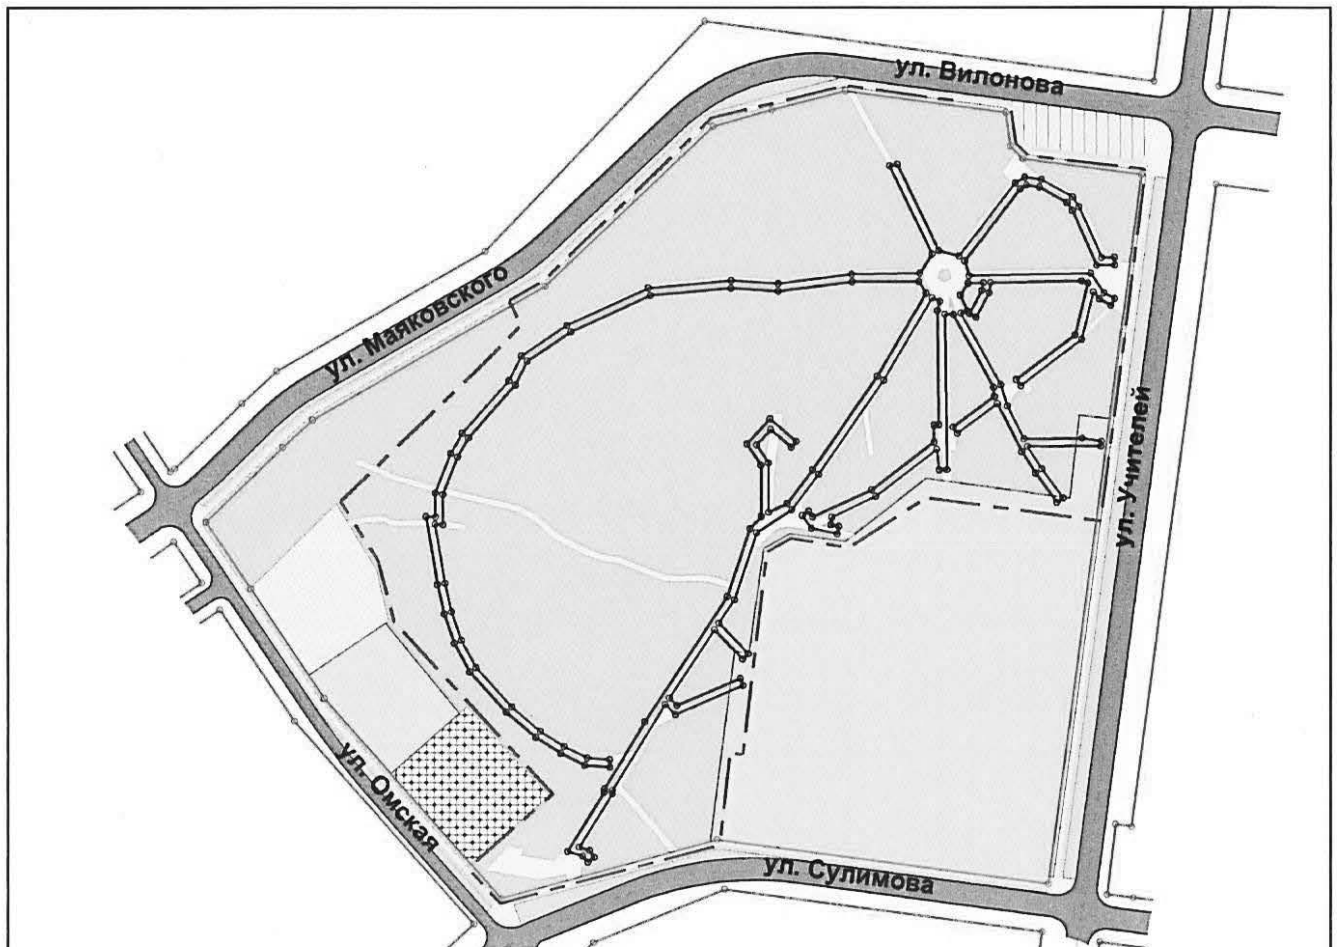 ул. Вилонова
ул. Маяковского
ул. Учителей
ул. Омская
ул. Сулимова